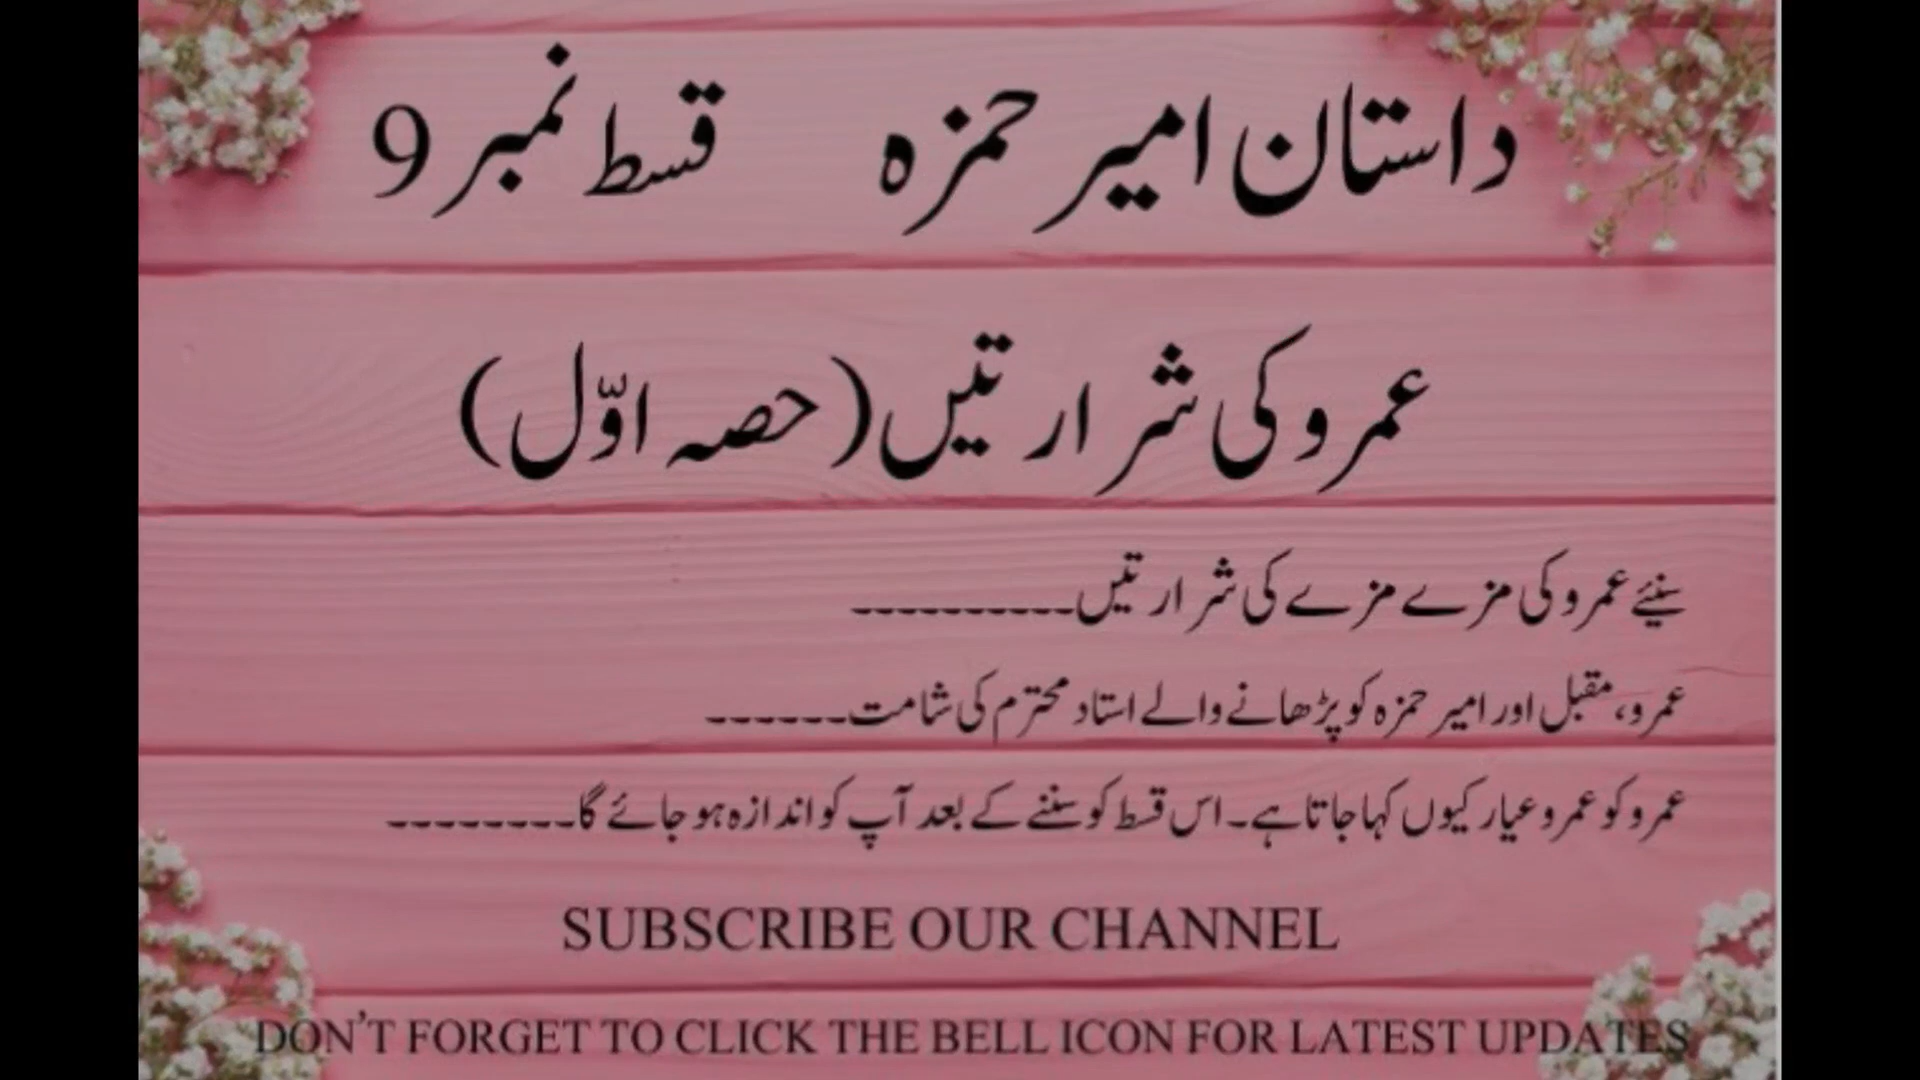 داستان امیر حمزہ قسط نمبر 9
عمرو کی شرارتیں (حصہ اوّل)
سنیئے عمرو کی مزے مزے کی شرارتیں----------
عمرو، مقبل اور امیر حمزہ کو پڑھانے والے استاد محترم کی شامت------
عمرو کو عمرو عیار کیوں کہا جاتا ہے۔ اس قسط کو سننے کے بعد آپ کو اندازہ ہو جائے گا--------
SUBSCRIBE OUR CHANNEL
DON'T FORGET TO CLICK THE BELL ICON FOR LATEST UPDATES